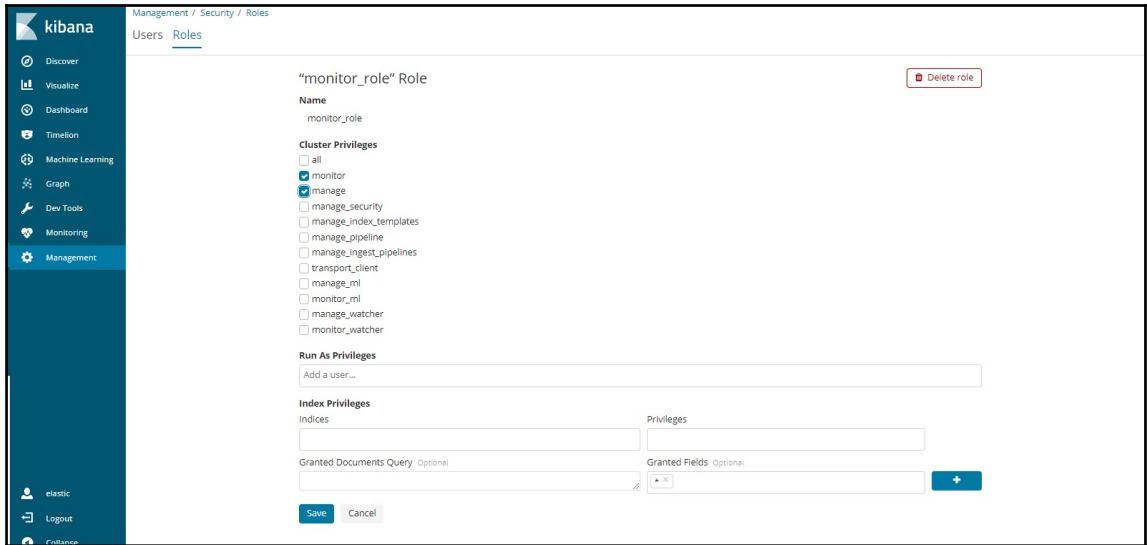 kibana
Discover
Visualize
Dashboard
Timelion
Machine Learning
Graph
Dev Tools
Monitoring
Management
elastic
Logout
Collapse
Management / Security / Roles
Users Roles
“monitor_role” Role
Delete role
Name
monitor_role
Cluster Privileges
all
monitor
manage
manage_security
manage_index_templates
manage_pipeline
manage_ingest_pipelines
transport_client
manage_ml
monitor_ml
manage_watcher
monitor_watcher
Run As Privileges
Add a user...
Index Privileges
Indices Privileges
Granted Documents Query Optional Granted Fields Optional
* ×
+
Save Cancel